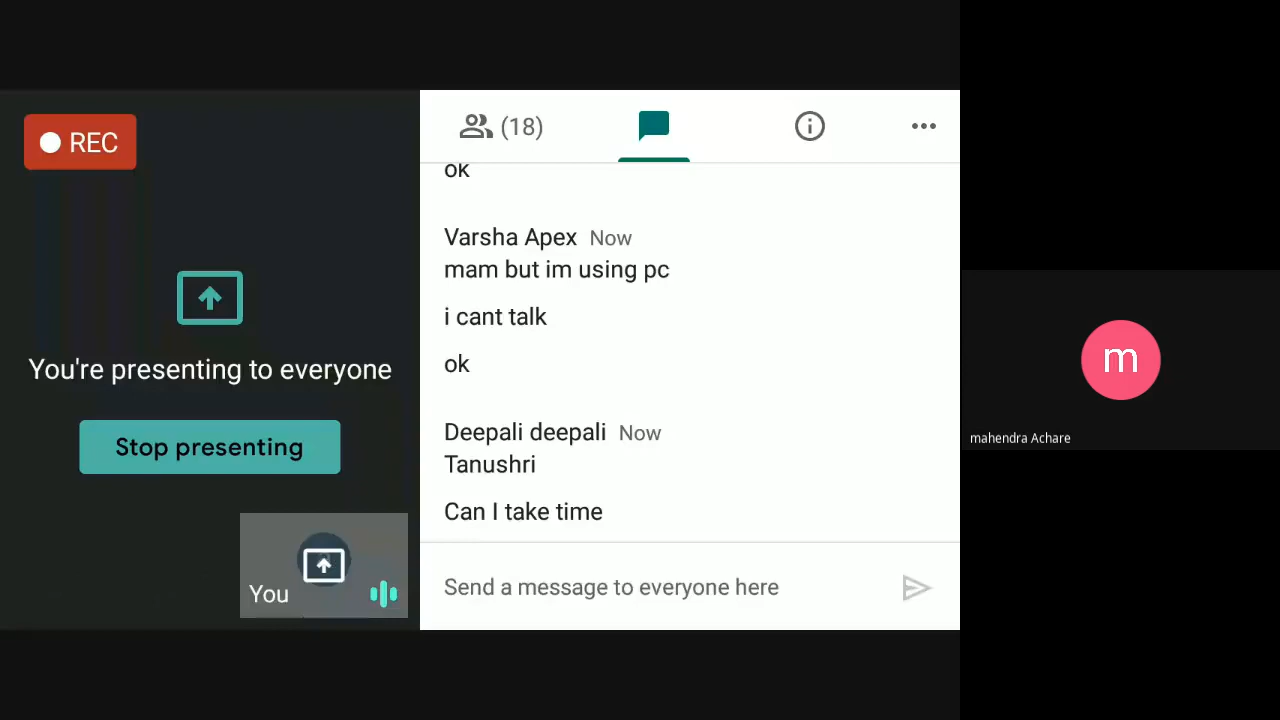 REC
You're presenting to everyone
Stop presenting
You
(18)
ok
Varsha Apex Now
mam but im using pc
i cant talk
ok
Deepali deepali Now
Tanushri
Can I take time
Send a message to everyone here
m
mahendra Achare